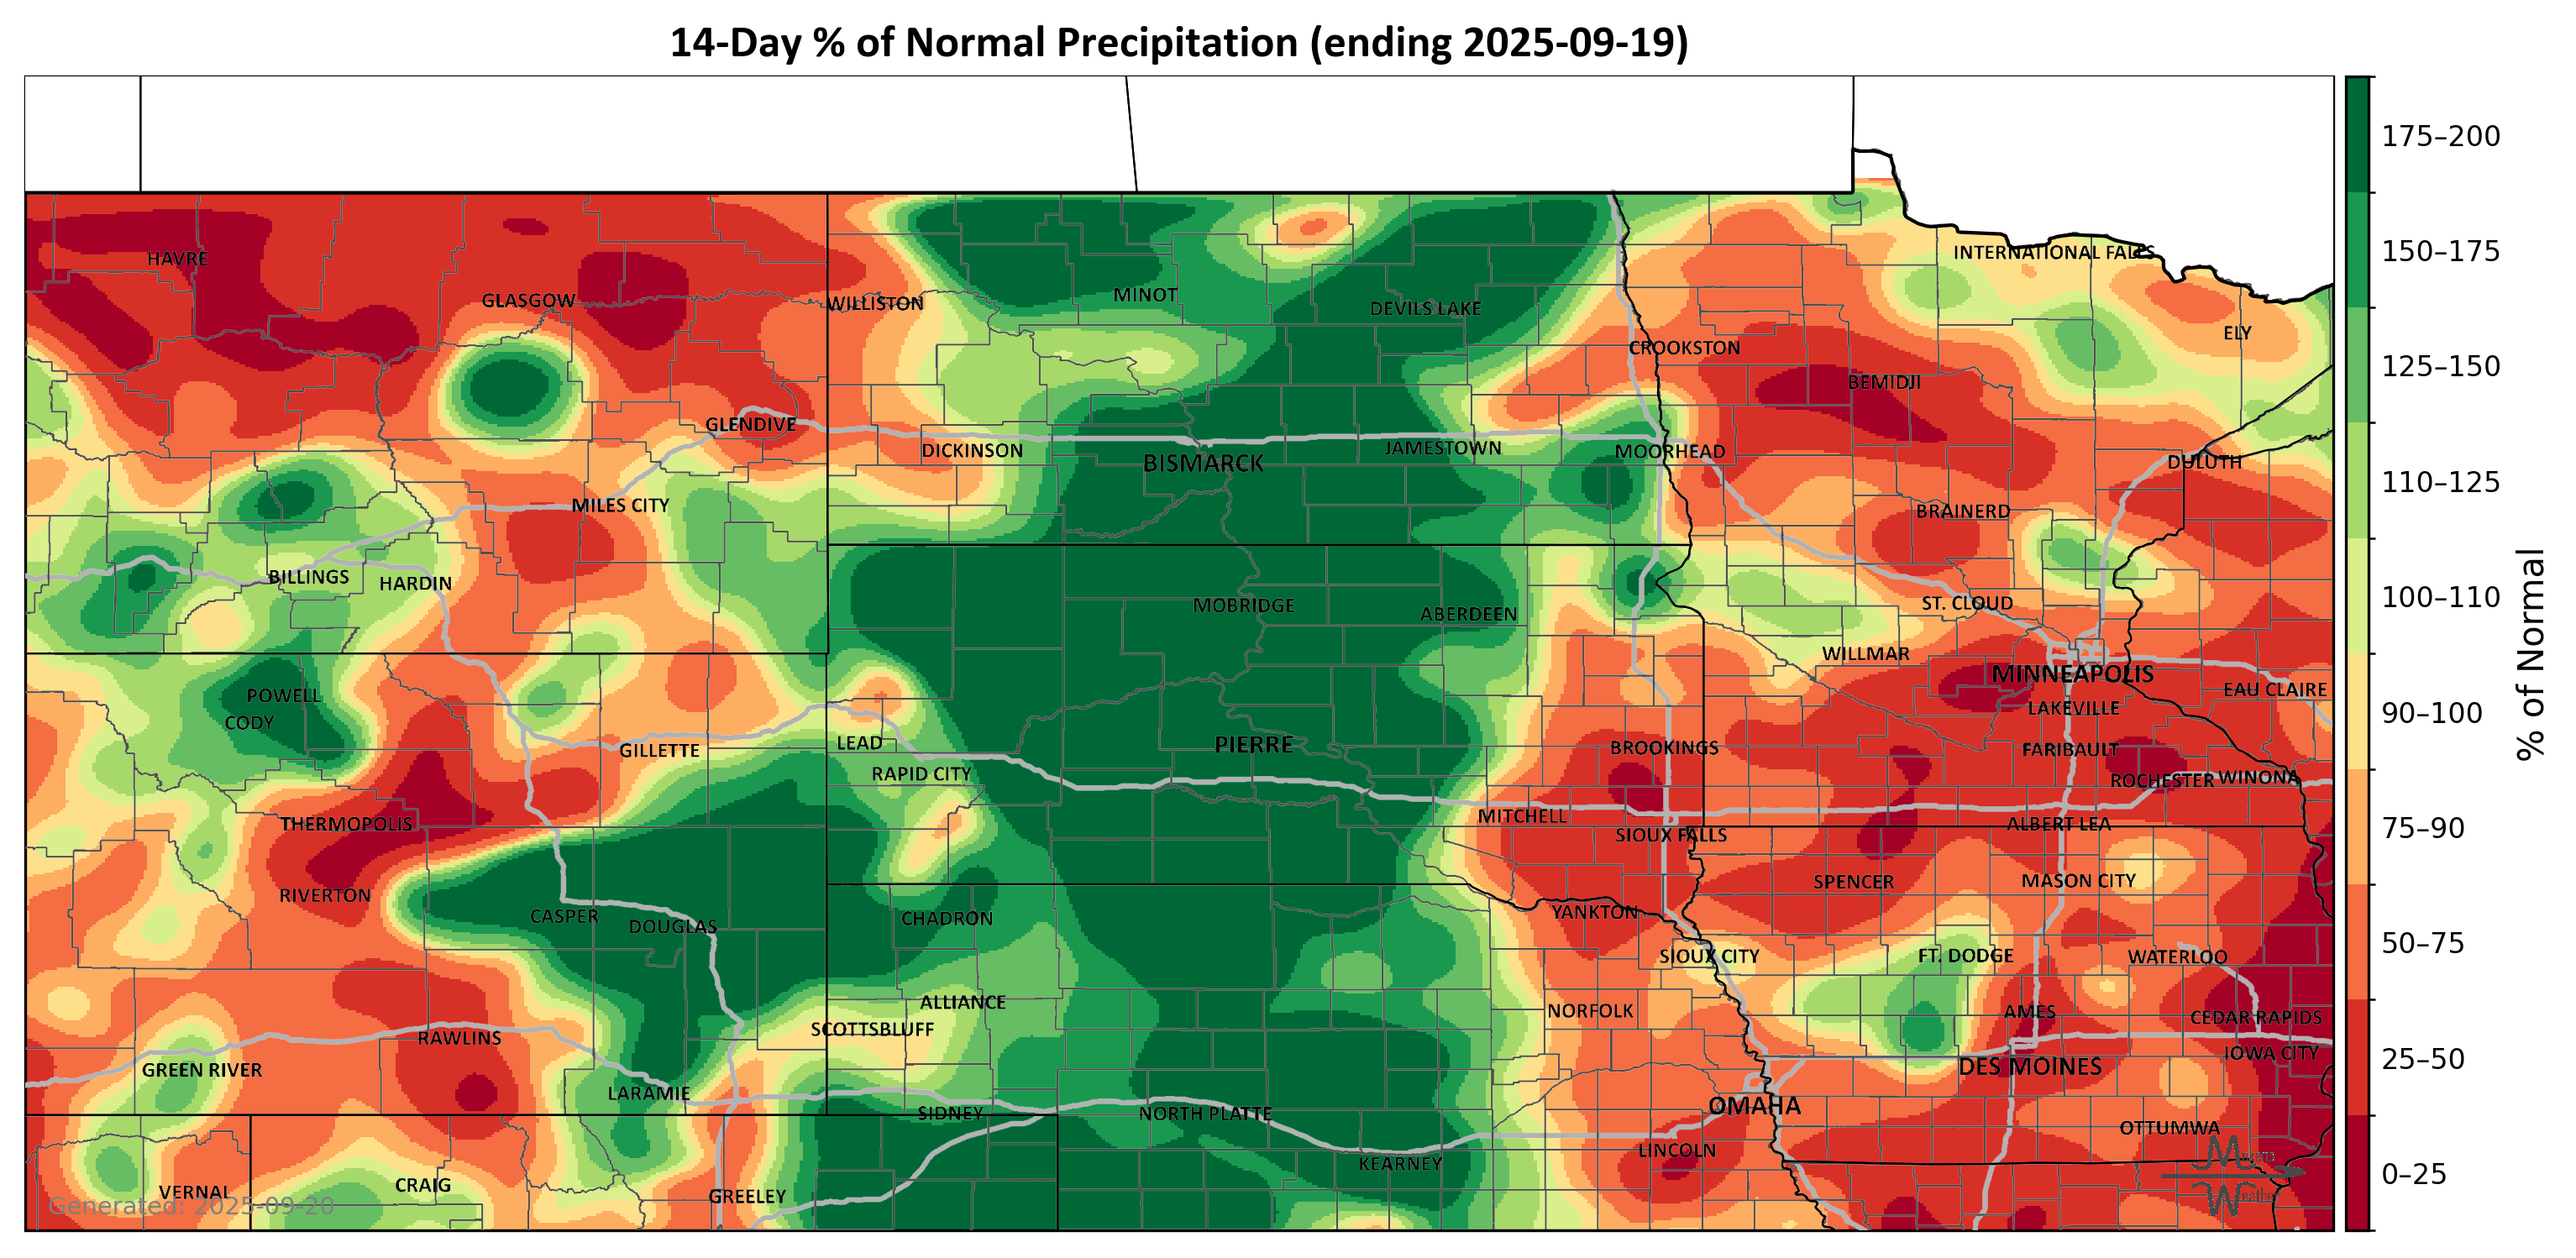 14-Day % of Normal Precipitation (ending 2025-09-19)
175–200
150–175
125–150
110–125
100–110
90–100
75–90
50–75
25–50
0–25
% of Normal
INTERNATIONAL FALLS
HAVRE
GLASGOW
WILLISTON
MINOT
DEVILS LAKE
ELY
CROOKSTON
BEMIDJI
GLENDIVE
DICKINSON
BISMARCK
JAMESTOWN
MOORHEAD
DULUTH
MILES CITY
BRAINERD
BILLINGS
HARDIN
MOBRIDGE
ABERDEEN
ST. CLOUD
WILLMAR
MINNEAPOLIS
EAU CLAIRE
POWELL
CODY
LAKEVILLE
GILLETTE
LEAD
PIERRE
BROOKINGS
FARIBAULT
RAPID CITY
ROCHESTER
WINONA
THERMOPOLIS
MITCHELL
SIOUX FALLS
ALBERT LEA
RIVERTON
SPENCER
MASON CITY
CASPER
DOUGLAS
CHADRON
YANKTON
SIOUX CITY
FT. DODGE
WATERLOO
ALLIANCE
NORFOLK
AMES
CEDAR RAPIDS
RAWLINS
SCOTTSBLUFF
IOWA CITY
GREEN RIVER
DES MOINES
LARAMIE
SIDNEY
NORTH PLATTE
OMAHA
OTTUMWA
KEARNEY
LINCOLN
VERNAL
CRAIG
GREELEY
Generated: 2025-09-20